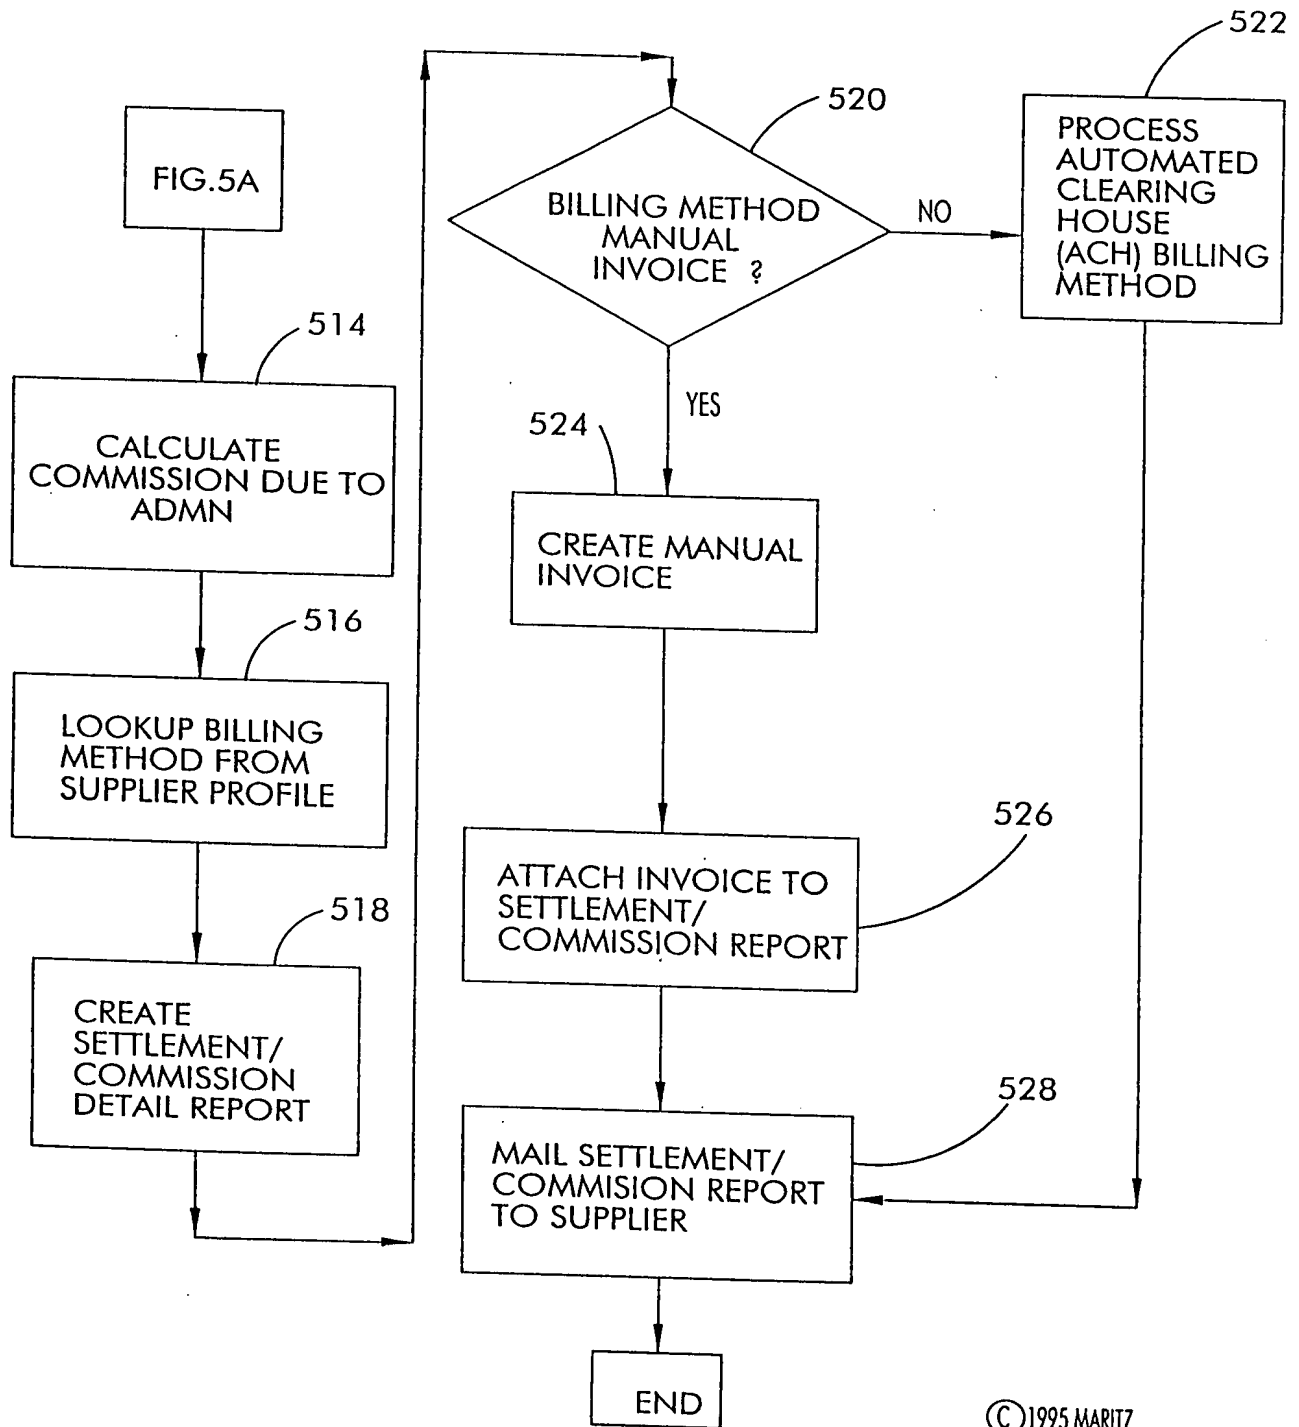 FIG.5A
514
CALCULATE
COMMISSION DUE TO
ADMN
516
LOOKUP BILLING
METHOD FROM
SUPPLIER PROFILE
518
CREATE
SETTLEMENT/
COMMISSION
DETAIL REPORT
520
BILLING METHOD
MANUAL
INVOICE ?
NO
522
PROCESS
AUTOMATED
CLEARING
HOUSE
(ACH) BILLING
METHOD
YES
524
CREATE MANUAL
INVOICE
526
ATTACH INVOICE TO
SETTLEMENT/
COMMISSION REPORT
528
MAIL SETTLEMENT/
COMMISION REPORT
TO SUPPLIER
END
© 1995 MARITZ